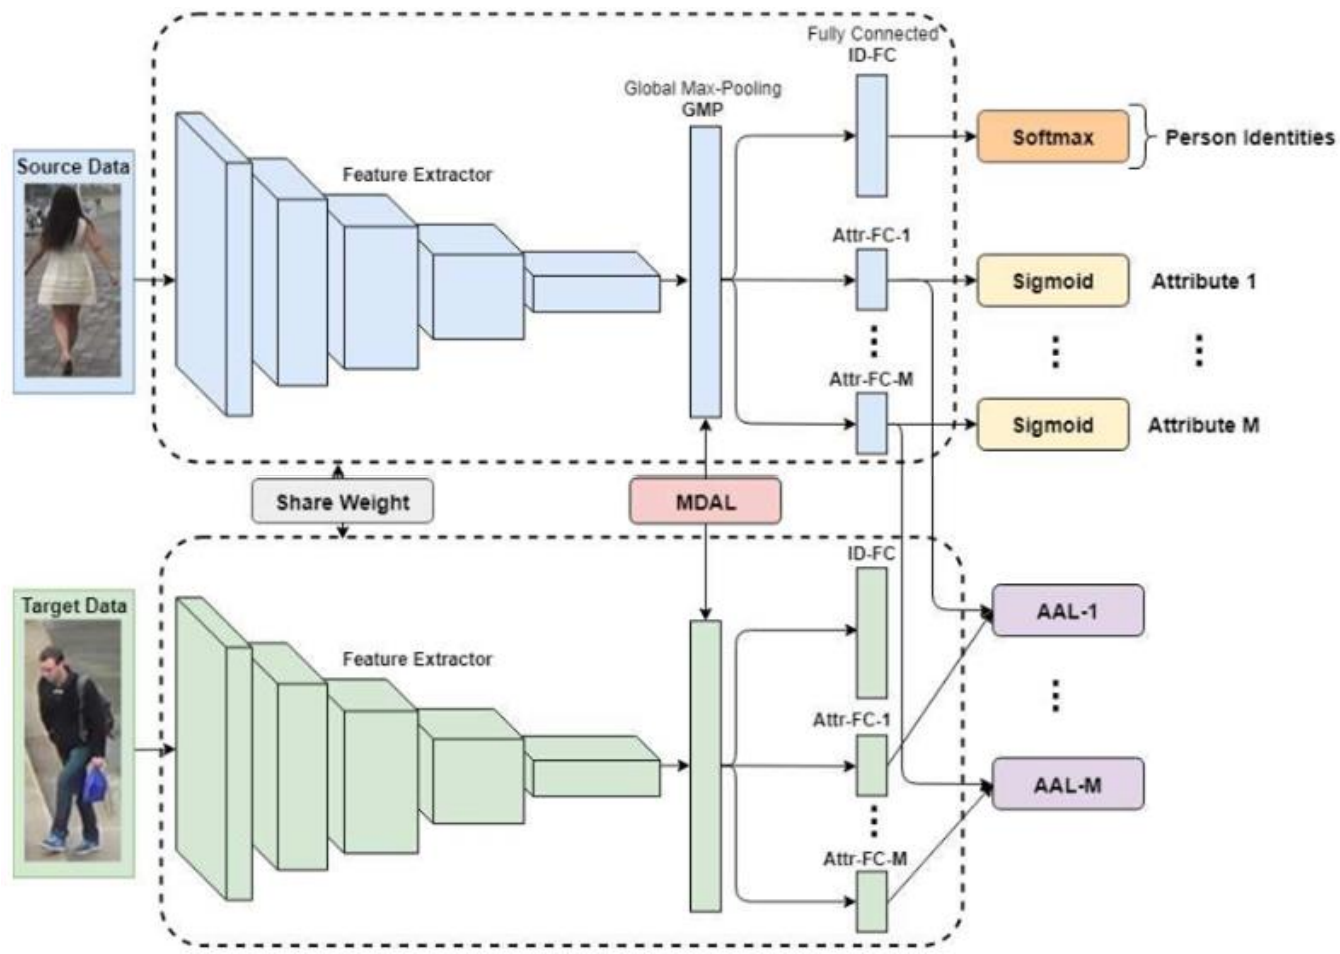 Fully Connected
ID-FC
Global Max-Pooling
GMP
Softmax
Person Identities
Source Data
Feature Extractor
Attr-FC-1
Sigmoid
Attribute 1
Attr-FC-M
Sigmoid
Attribute M
Share Weight
MDAL
ID-FC
Target Data
Feature Extractor
AAL-1
Attr-FC-1
AAL-M
Attr-FC-M